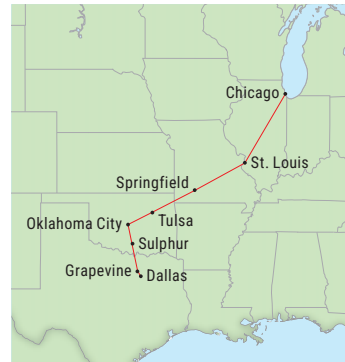 Chicago
St. Louis
Springfield
Tulsa
Oklahoma City
Sulphur
Grapevine
Dallas